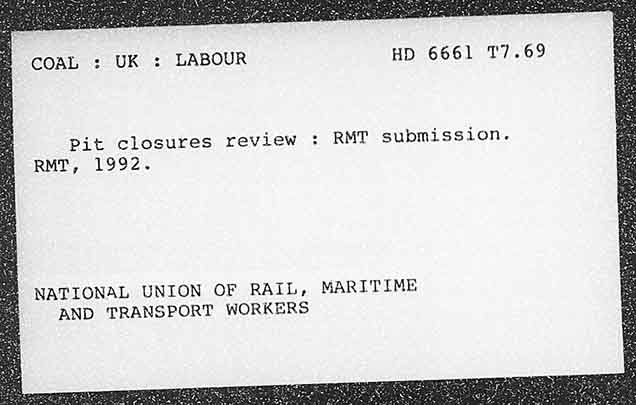 COAL : UK : LABOUR HD 6661 T7.69
Pit closures review : RMT submission.
RMT, 1992.
NATIONAL UNION OF RAIL, MARITIME
AND TRANSPORT WORKERS